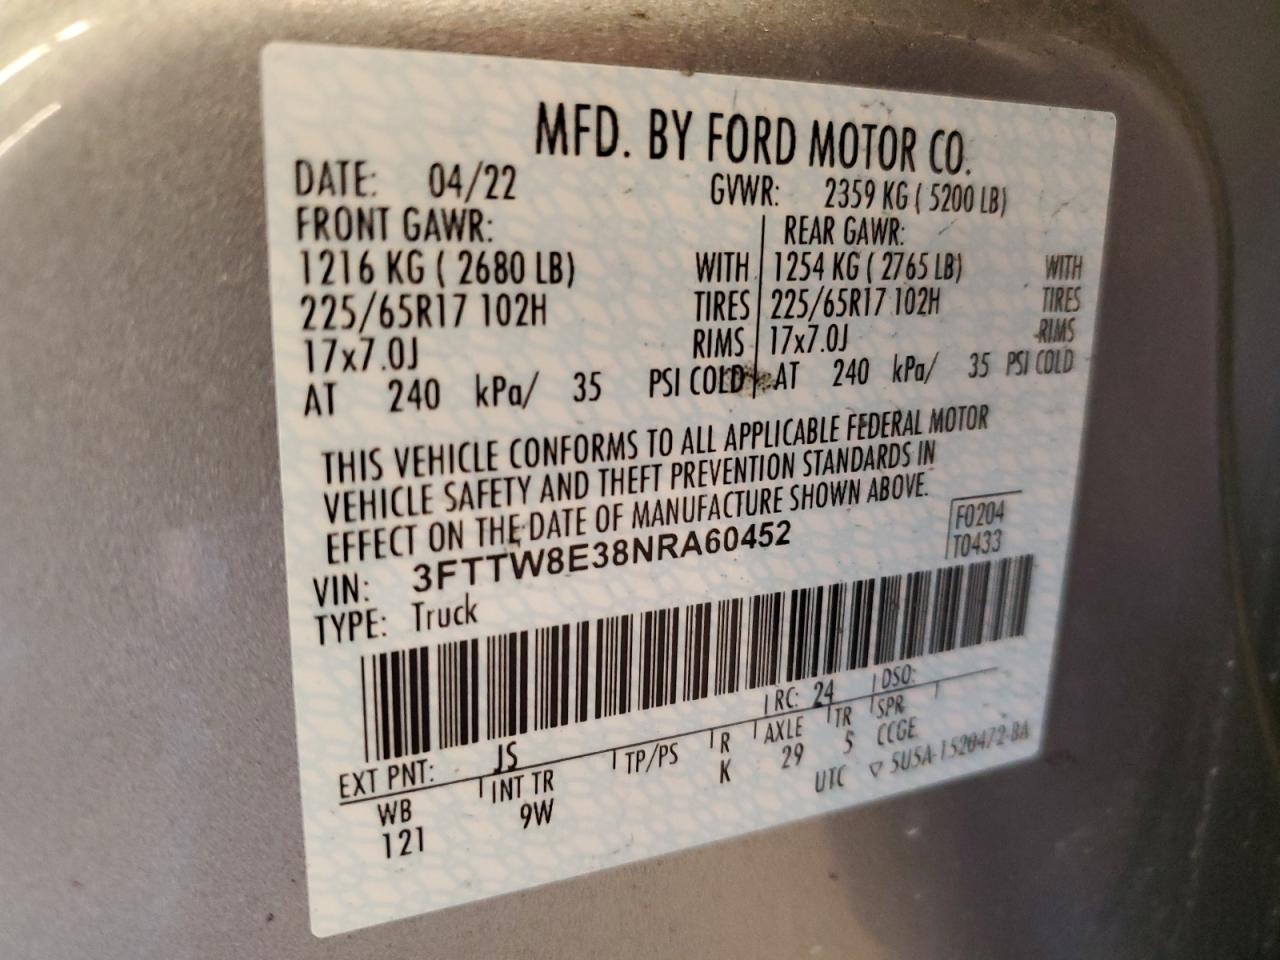 MFD. BY FORD MOTOR CO.
DATE: 04/22 GVWR: 2359 KG ( 5200 LB)
FRONT GAWR: REAR GAWR:
1216 KG ( 2680 LB) WITH 1254 KG ( 2765 LB) WITH
225/65R17 102H TIRES 225/65R17 102H TIRES
17x7.0J RIMS 17x7.0J RIMS
AT 240 kPa/ 35 PSI COLD AT 240 kPa/ 35 PSI COLD
THIS VEHICLE CONFORMS TO ALL APPLICABLE FEDERAL MOTOR
VEHICLE SAFETY AND THEFT PREVENTION STANDARDS IN
EFFECT ON THE DATE OF MANUFACTURE SHOWN ABOVE.
F0204
T0433
VIN: 3FTTW8E38NRA60452
TYPE: Truck
EXT PNT: JS RC: 24 DSO:
WB INT TR TP/PS R AXLE TR SPR
121 9W K 29 5 CCGE
UTC ▽ 5U5A-1520472-BA